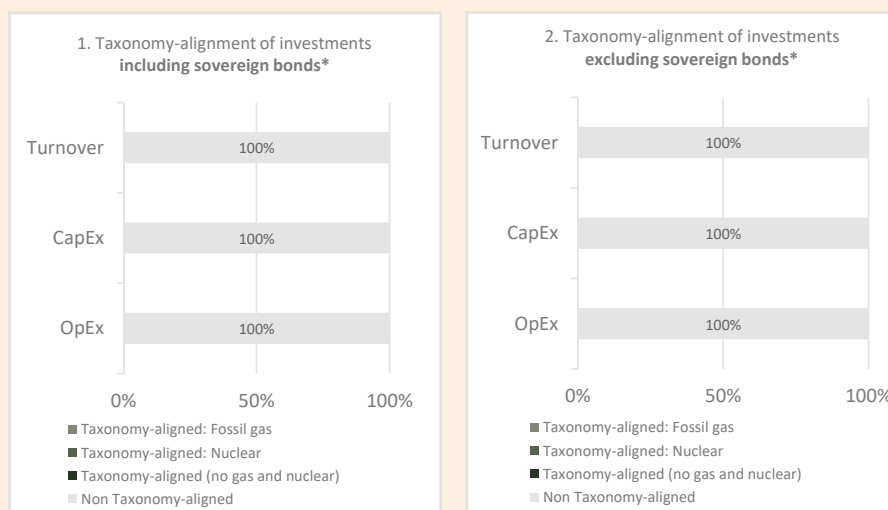 1. Taxonomy-alignment of investments
including sovereign bonds*
Turnover
100%
CapEx
100%
OpEx
100%
0%
50%
100%
Taxonomy-aligned: Fossil gas
Taxonomy-aligned: Nuclear
Taxonomy-aligned (no gas and nuclear)
Non Taxonomy-aligned
2. Taxonomy-alignment of investments
excluding sovereign bonds*
Turnover
100%
CapEx
100%
OpEx
100%
0%
50%
100%
Taxonomy-aligned: Fossil gas
Taxonomy-aligned: Nuclear
Taxonomy-aligned (no gas and nuclear)
Non Taxonomy-aligned